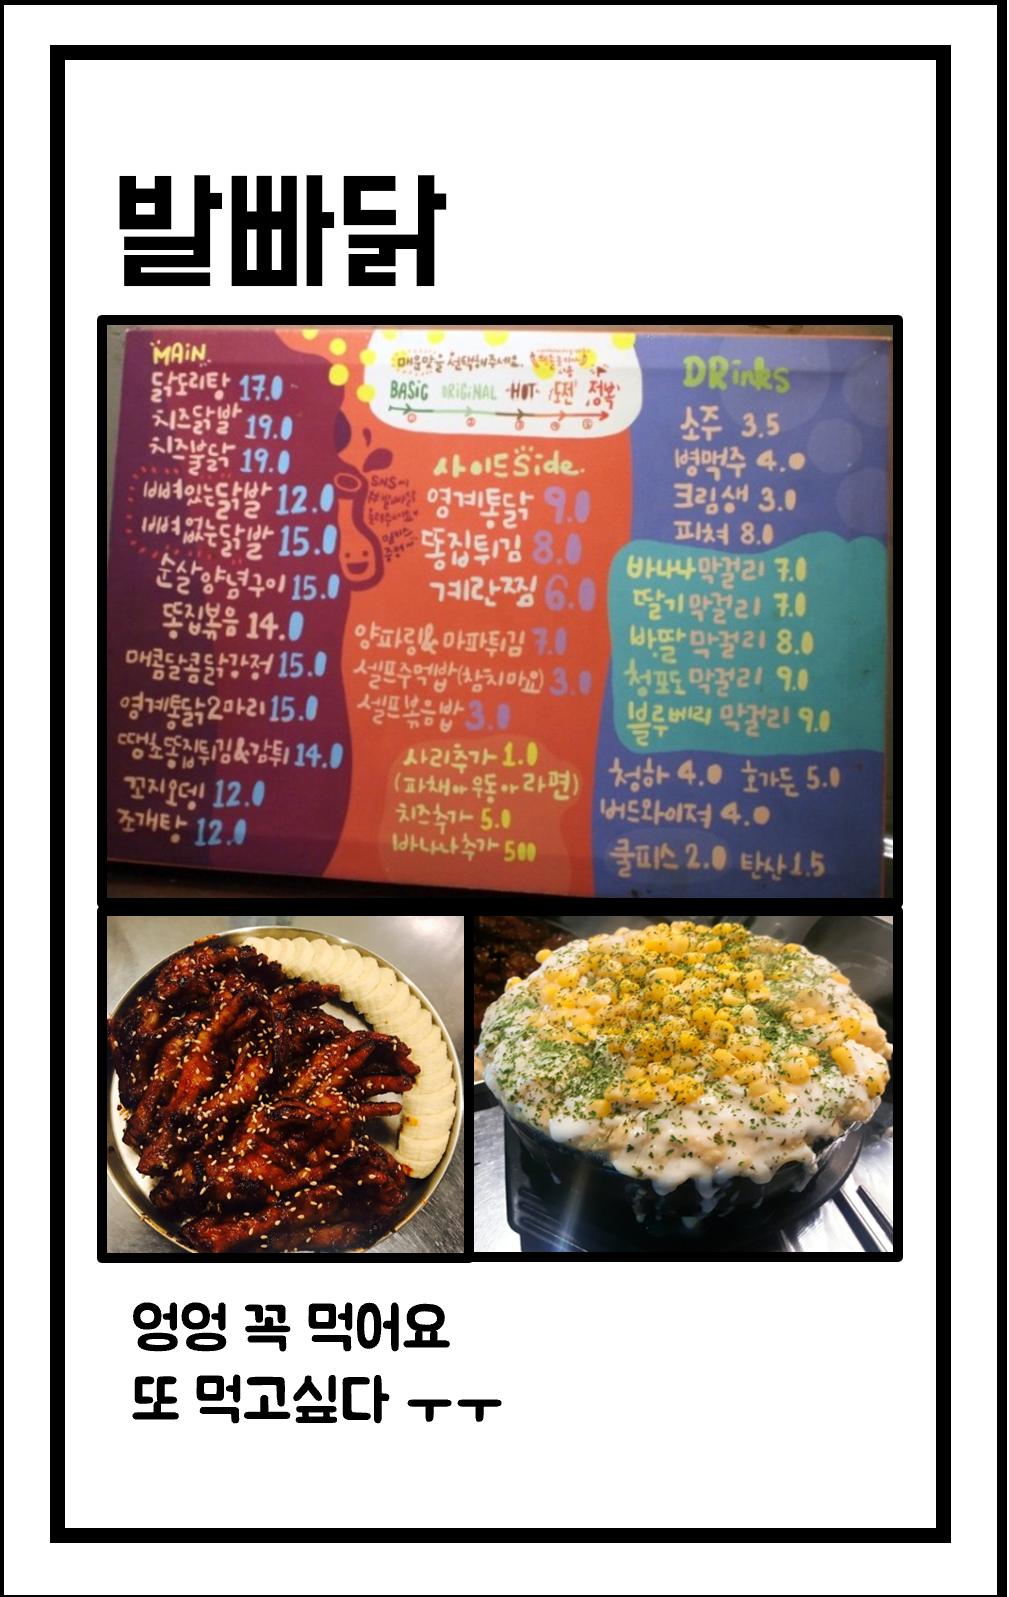 발빠닭
MAiN.
닭도리탕 17.0
치즈닭발 19.0
치즈불닭 19.0
뼈있는닭발 12.0
뼈없는닭발 15.0
순살양념구이 15.0
똥집볶음 14.0
매콤달콤닭강정 15.0
영계통닭2마리 15.0
땡초똥집튀김&감튀 14.0
꼬지오뎅 12.0
조개탕 12.0
매운맛을 선택해주세요.
BASiG ORiGiNAL HOT 도전 정복
① ② ③ ④ ⑤
SNS에
사이드Side.
영계통닭 9.0
똥집튀김 8.0
계란찜 6.0
양파링& 마파튀김 7.0
셀프주먹밥(참치마요) 3.0
셀프볶음밥 3.0
사리추가 1.0
(파채or우동or라면)
치즈추가 5.0
바나나추가 500
DRinks
소주 3.5
병맥주 4.0
크림생 3.0
피쳐 8.0
바나나막걸리 7.0
딸기막걸리 7.0
바딸막걸리 8.0
청포도막걸리 9.0
블루베리 막걸리 9.0
청하 4.0 호가든 5.0
버드와이져 4.0
쿨피스 2.0 탄산 1.5
엉엉 꼭 먹어요
또 먹고싶다 ㅜㅜ